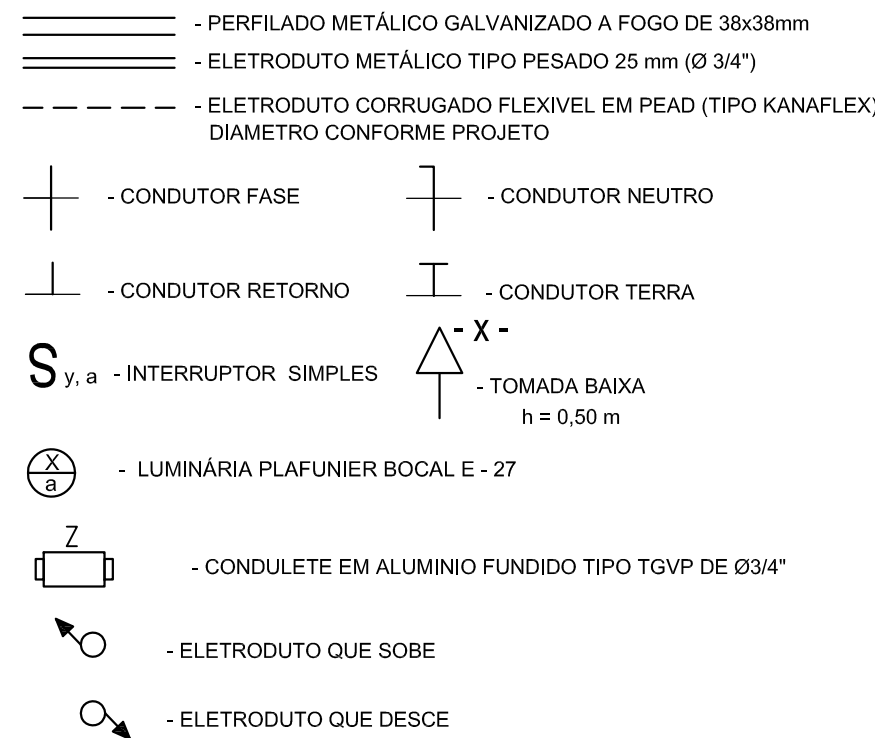 - PERFILADO METÁLICO GALVANIZADO A FOGO DE 38x38mm
- ELETRODUTO METÁLICO TIPO PESADO 25 mm (Ø 3/4")
- ELETRODUTO CORRUGADO FLEXIVEL EM PEAD (TIPO KANAFLEX)
DIAMETRO CONFORME PROJETO
- CONDUTOR FASE
- CONDUTOR NEUTRO
- CONDUTOR RETORNO
- CONDUTOR TERRA
S y, a - INTERRUPTOR SIMPLES
- X -
- TOMADA BAIXA
h = 0,50 m
X
a
- LUMINÁRIA PLAFUNIER BOCAL E - 27
Z
- CONDULETE EM ALUMINIO FUNDIDO TIPO TGVP DE Ø3/4"
- ELETRODUTO QUE SOBE
- ELETRODUTO QUE DESCE